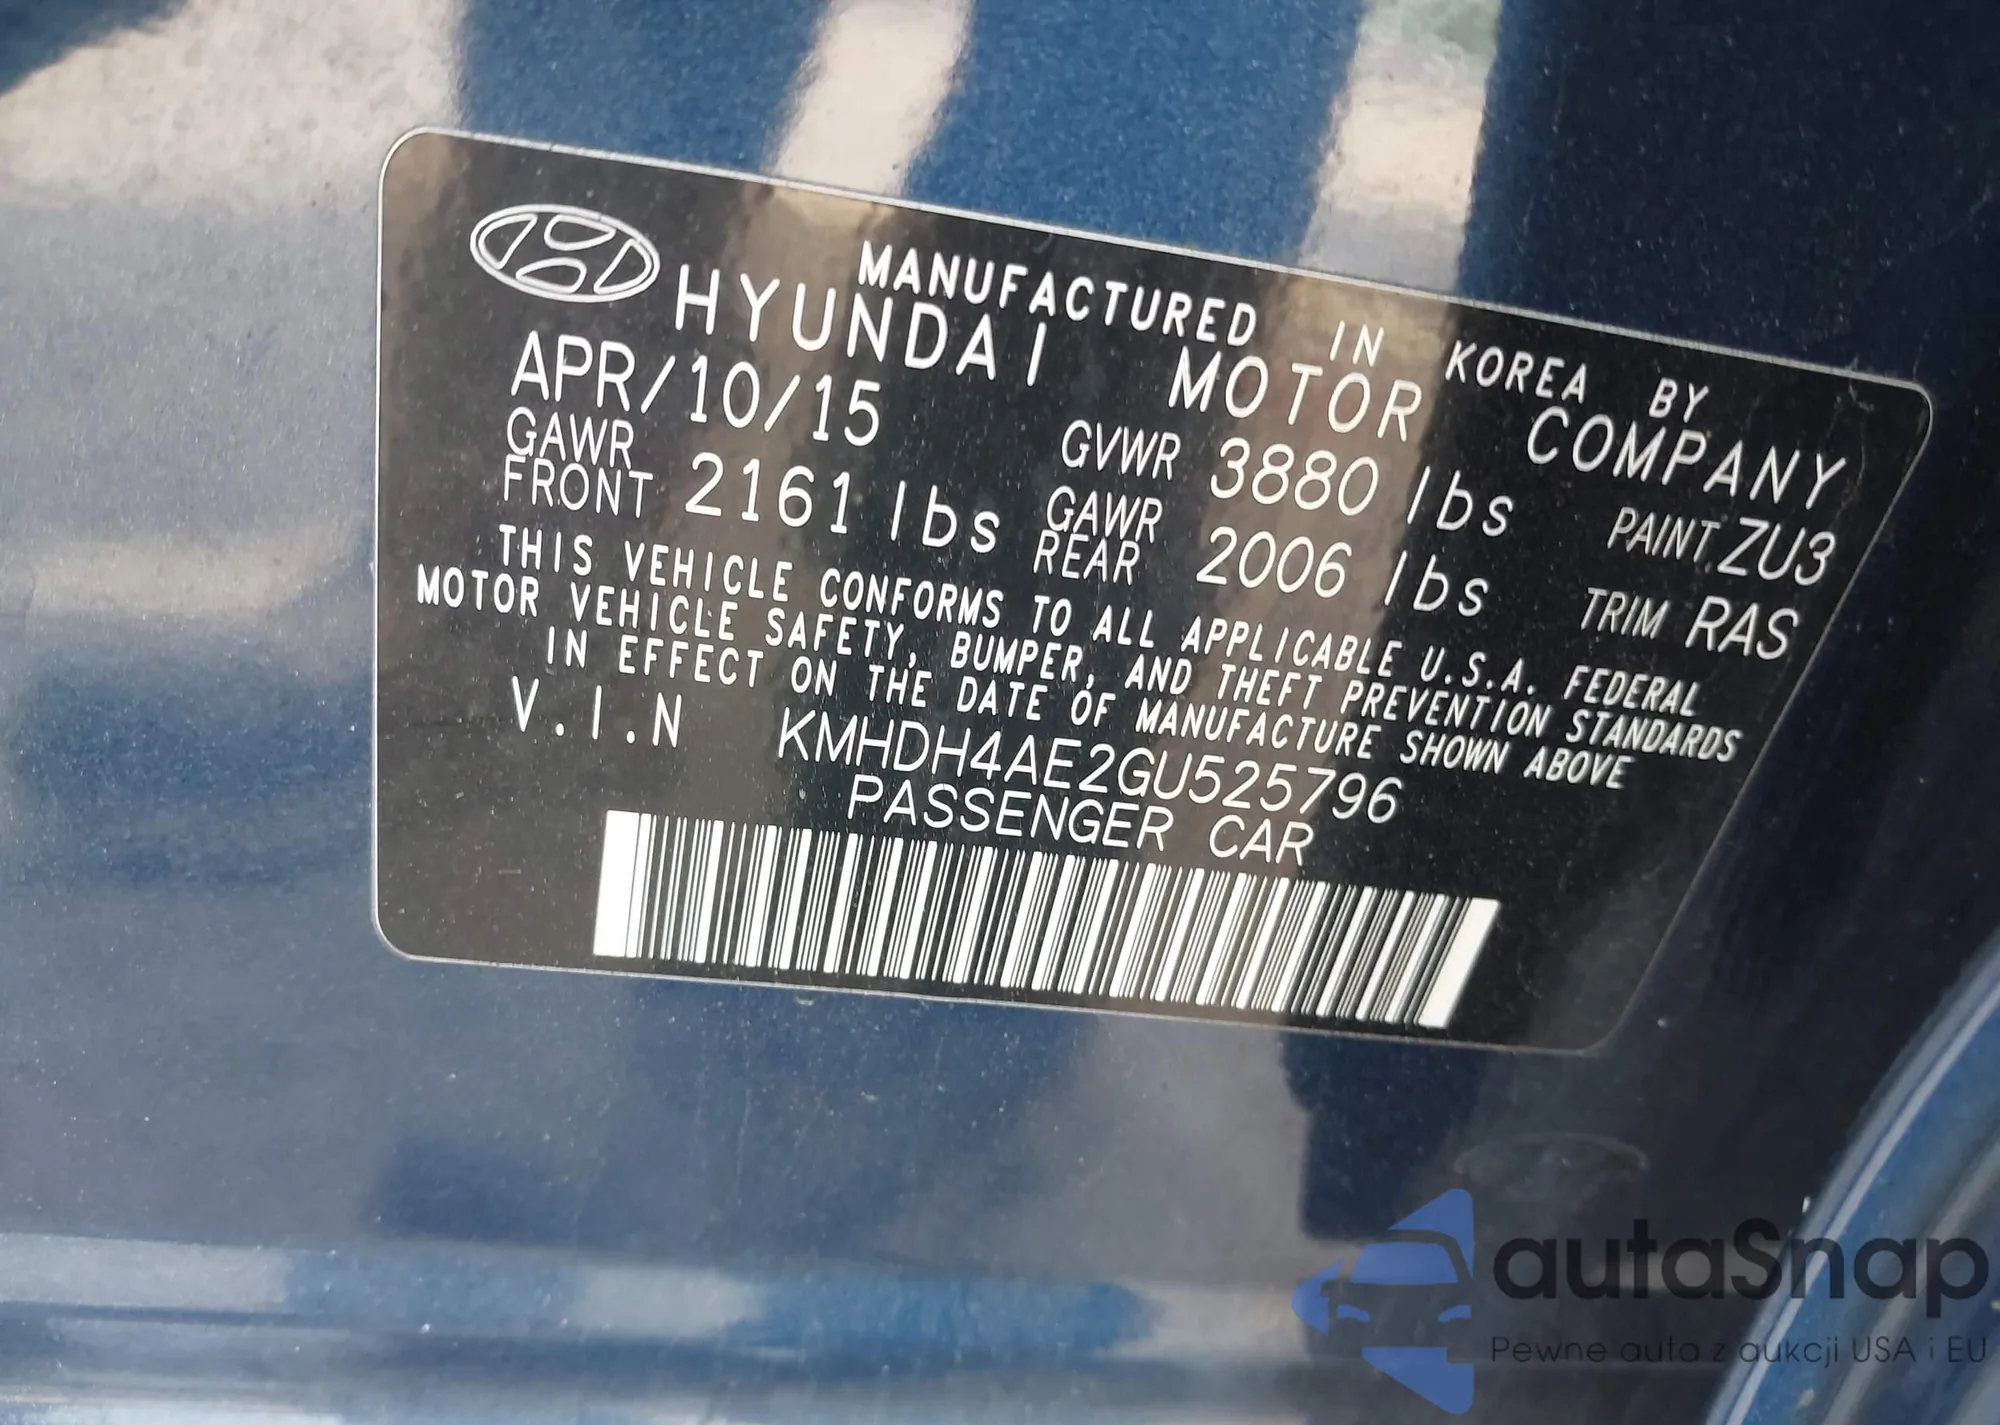 MANUFACTURED IN KOREA BY
HYUNDAI MOTOR COMPANY
APR/10/15 GVWR 3880 lbs PAINT ZU3
GAWR FRONT 2161 lbs GAWR REAR 2006 lbs TRIM RAS
THIS VEHICLE CONFORMS TO ALL APPLICABLE U.S.A. FEDERAL
MOTOR VEHICLE SAFETY, BUMPER, AND THEFT PREVENTION STANDARDS
IN EFFECT ON THE DATE OF MANUFACTURE SHOWN ABOVE
V.I.N KMHDH4AE2GU525796
PASSENGER CAR
autaSnap
Pewne auta z aukcji USA i EU